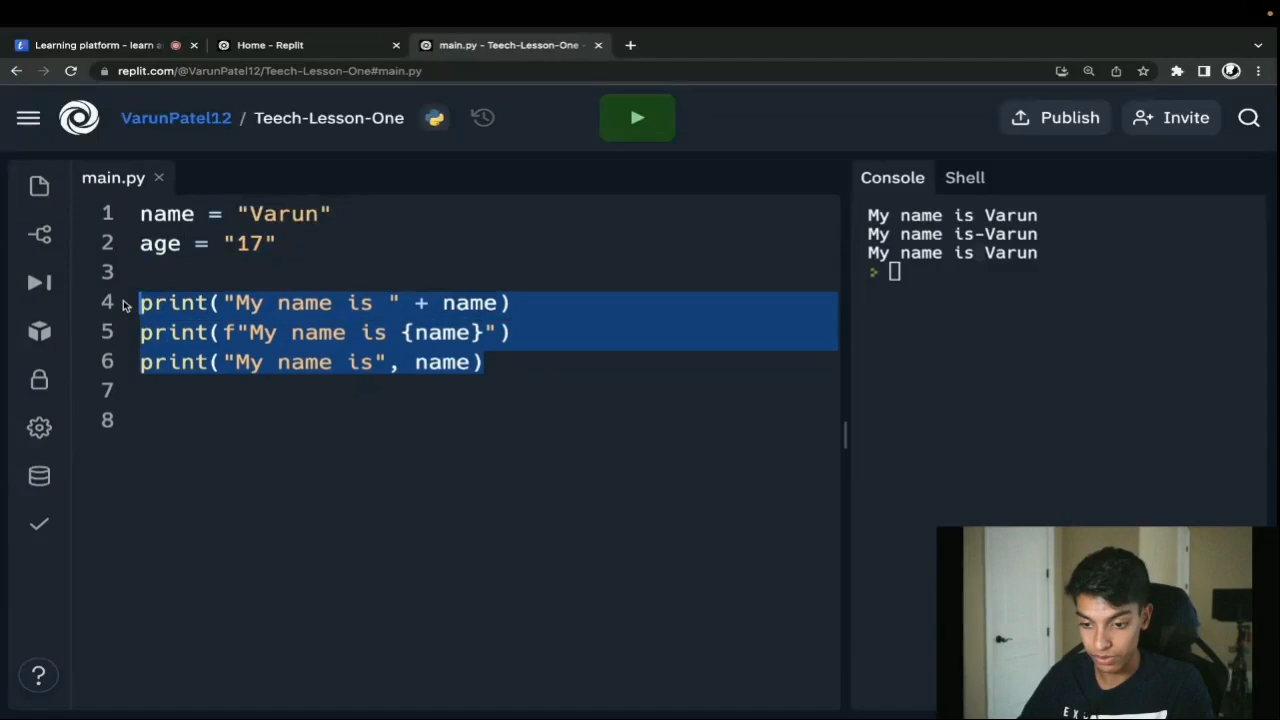 Learning platform - learn a
Home - Replit
main.py - Teech-Lesson-One
replit.com/@VarunPatel12/Teech-Lesson-One#main.py
VarunPatel12 / Teech-Lesson-One
Publish
Invite
main.py
Console
Shell
1 name = "Varun"
2 age = "17"
3
4 print("My name is " + name)
5 print(f"My name is {name}")
6 print("My name is", name)
7
8
My name is Varun
My name is-Varun
My name is Varun
>
?